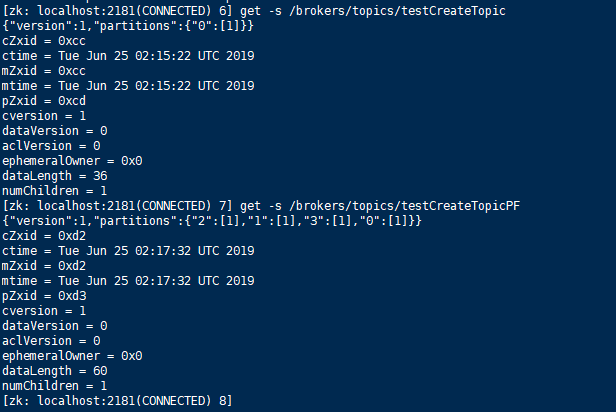 [zk: localhost:2181(CONNECTED) 6] get -s /brokers/topics/testCreateTopic
{"version":1,"partitions":{"0":[1]}}
cZxid = 0xcc
ctime = Tue Jun 25 02:15:22 UTC 2019
mZxid = 0xcc
mtime = Tue Jun 25 02:15:22 UTC 2019
pZxid = 0xcd
cversion = 1
dataVersion = 0
aclVersion = 0
ephemeralOwner = 0x0
dataLength = 36
numChildren = 1
[zk: localhost:2181(CONNECTED) 7] get -s /brokers/topics/testCreateTopicPF
{"version":1,"partitions":{"2":[1],"1":[1],"3":[1],"0":[1]}}
cZxid = 0xd2
ctime = Tue Jun 25 02:17:32 UTC 2019
mZxid = 0xd2
mtime = Tue Jun 25 02:17:32 UTC 2019
pZxid = 0xd3
cversion = 1
dataVersion = 0
aclVersion = 0
ephemeralOwner = 0x0
dataLength = 60
numChildren = 1
[zk: localhost:2181(CONNECTED) 8]